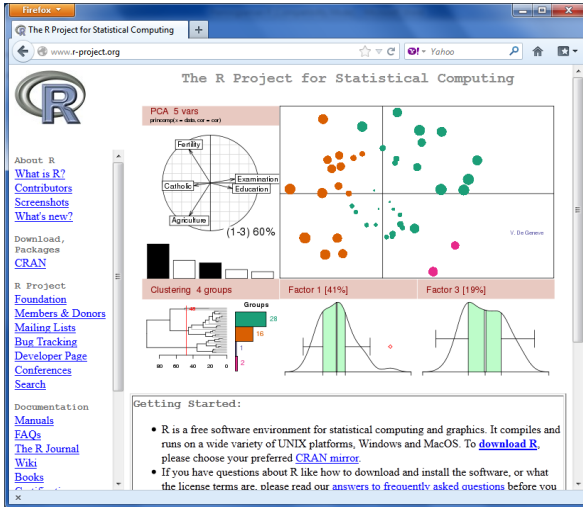 Firefox
The R Project for Statistical Computing
www.r-project.org
Yahoo
R
The R Project for Statistical Computing
About R
What is R?
Contributors
Screenshots
What's new?
Download,
Packages
CRAN
R Project
Foundation
Members & Donors
Mailing Lists
Bug Tracking
Developer Page
Conferences
Search
Documentation
Manuals
FAQs
The R Journal
Wiki
Books
PCA 5 vars
princomp(x = data, cor = cor)
Fertility
Examination
Catholic
Education
Agriculture
(1-3) 60%
V. De Geneve
Clustering 4 groups
Factor 1 [41%]
Factor 3 [19%]
Groups
28
16
1
2
80 60 40 20 0
Getting Started:
R is a free software environment for statistical computing and graphics. It compiles and
runs on a wide variety of UNIX platforms, Windows and MacOS. To download R,
please choose your preferred CRAN mirror.
If you have questions about R like how to download and install the software, or what
the license terms are, please read our answers to frequently asked questions before you